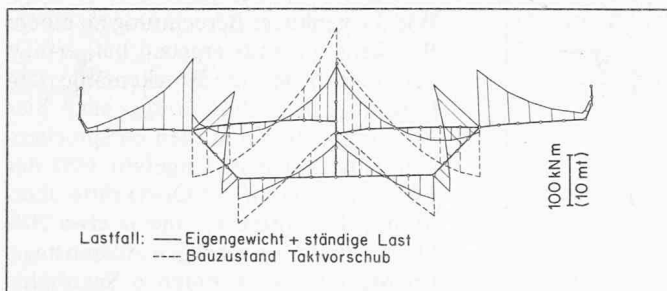 100 kN m
(10 mt)
Lastfall: Eigengewicht + ständige Last
Bauzustand Taktvorschub